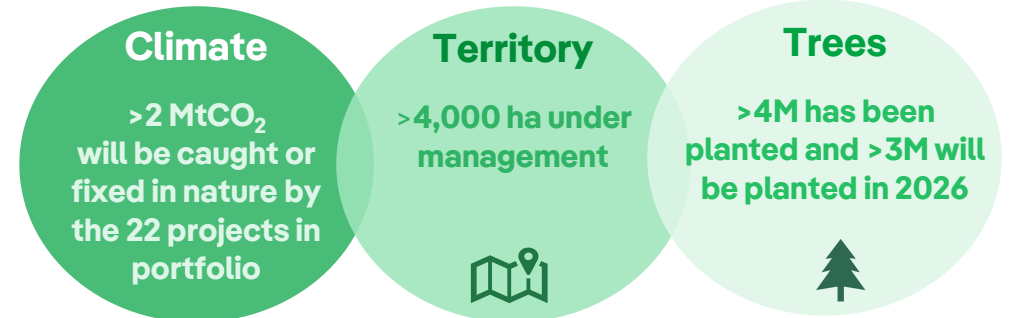 Climate
>2 MtCO₂
will be caught or
fixed in nature by
the 22 projects in
portfolio
Territory
>4,000 ha under
management
Trees
>4M has been
planted and >3M will
be planted in 2026